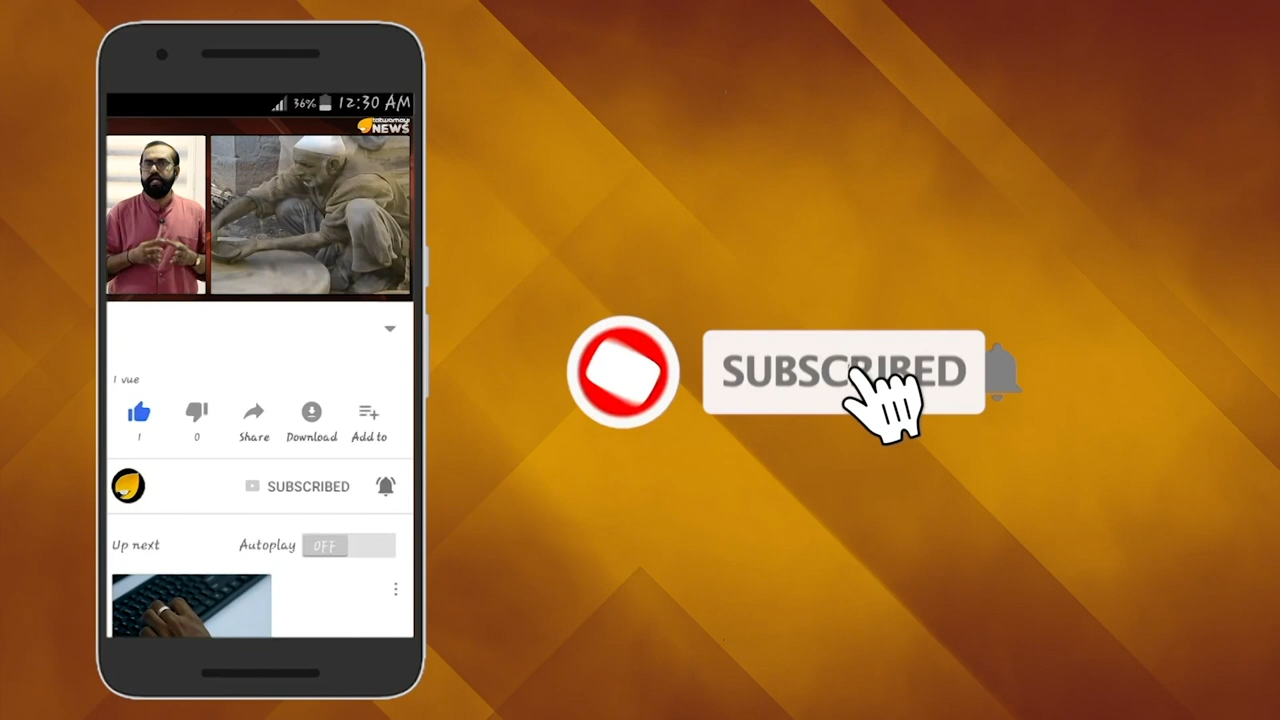 36% 12:30 AM
tatwamayi
NEWS
1 vue
1
0
Share
Download
Add to
SUBSCRIBED
Up next
Autoplay
OFF
SUBSCRIBED